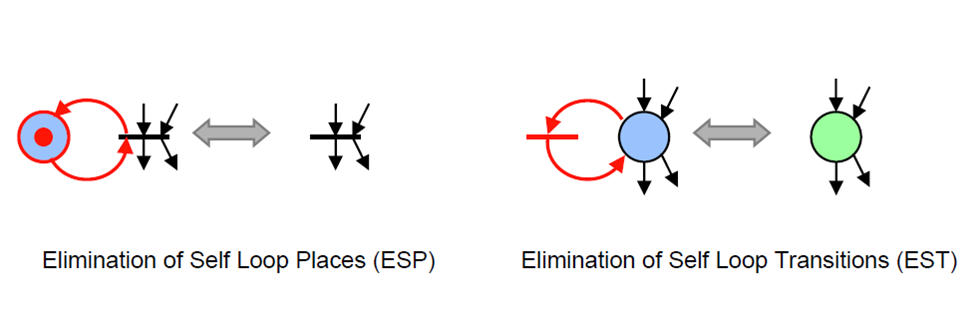 Elimination of Self Loop Places (ESP)
Elimination of Self Loop Transitions (EST)